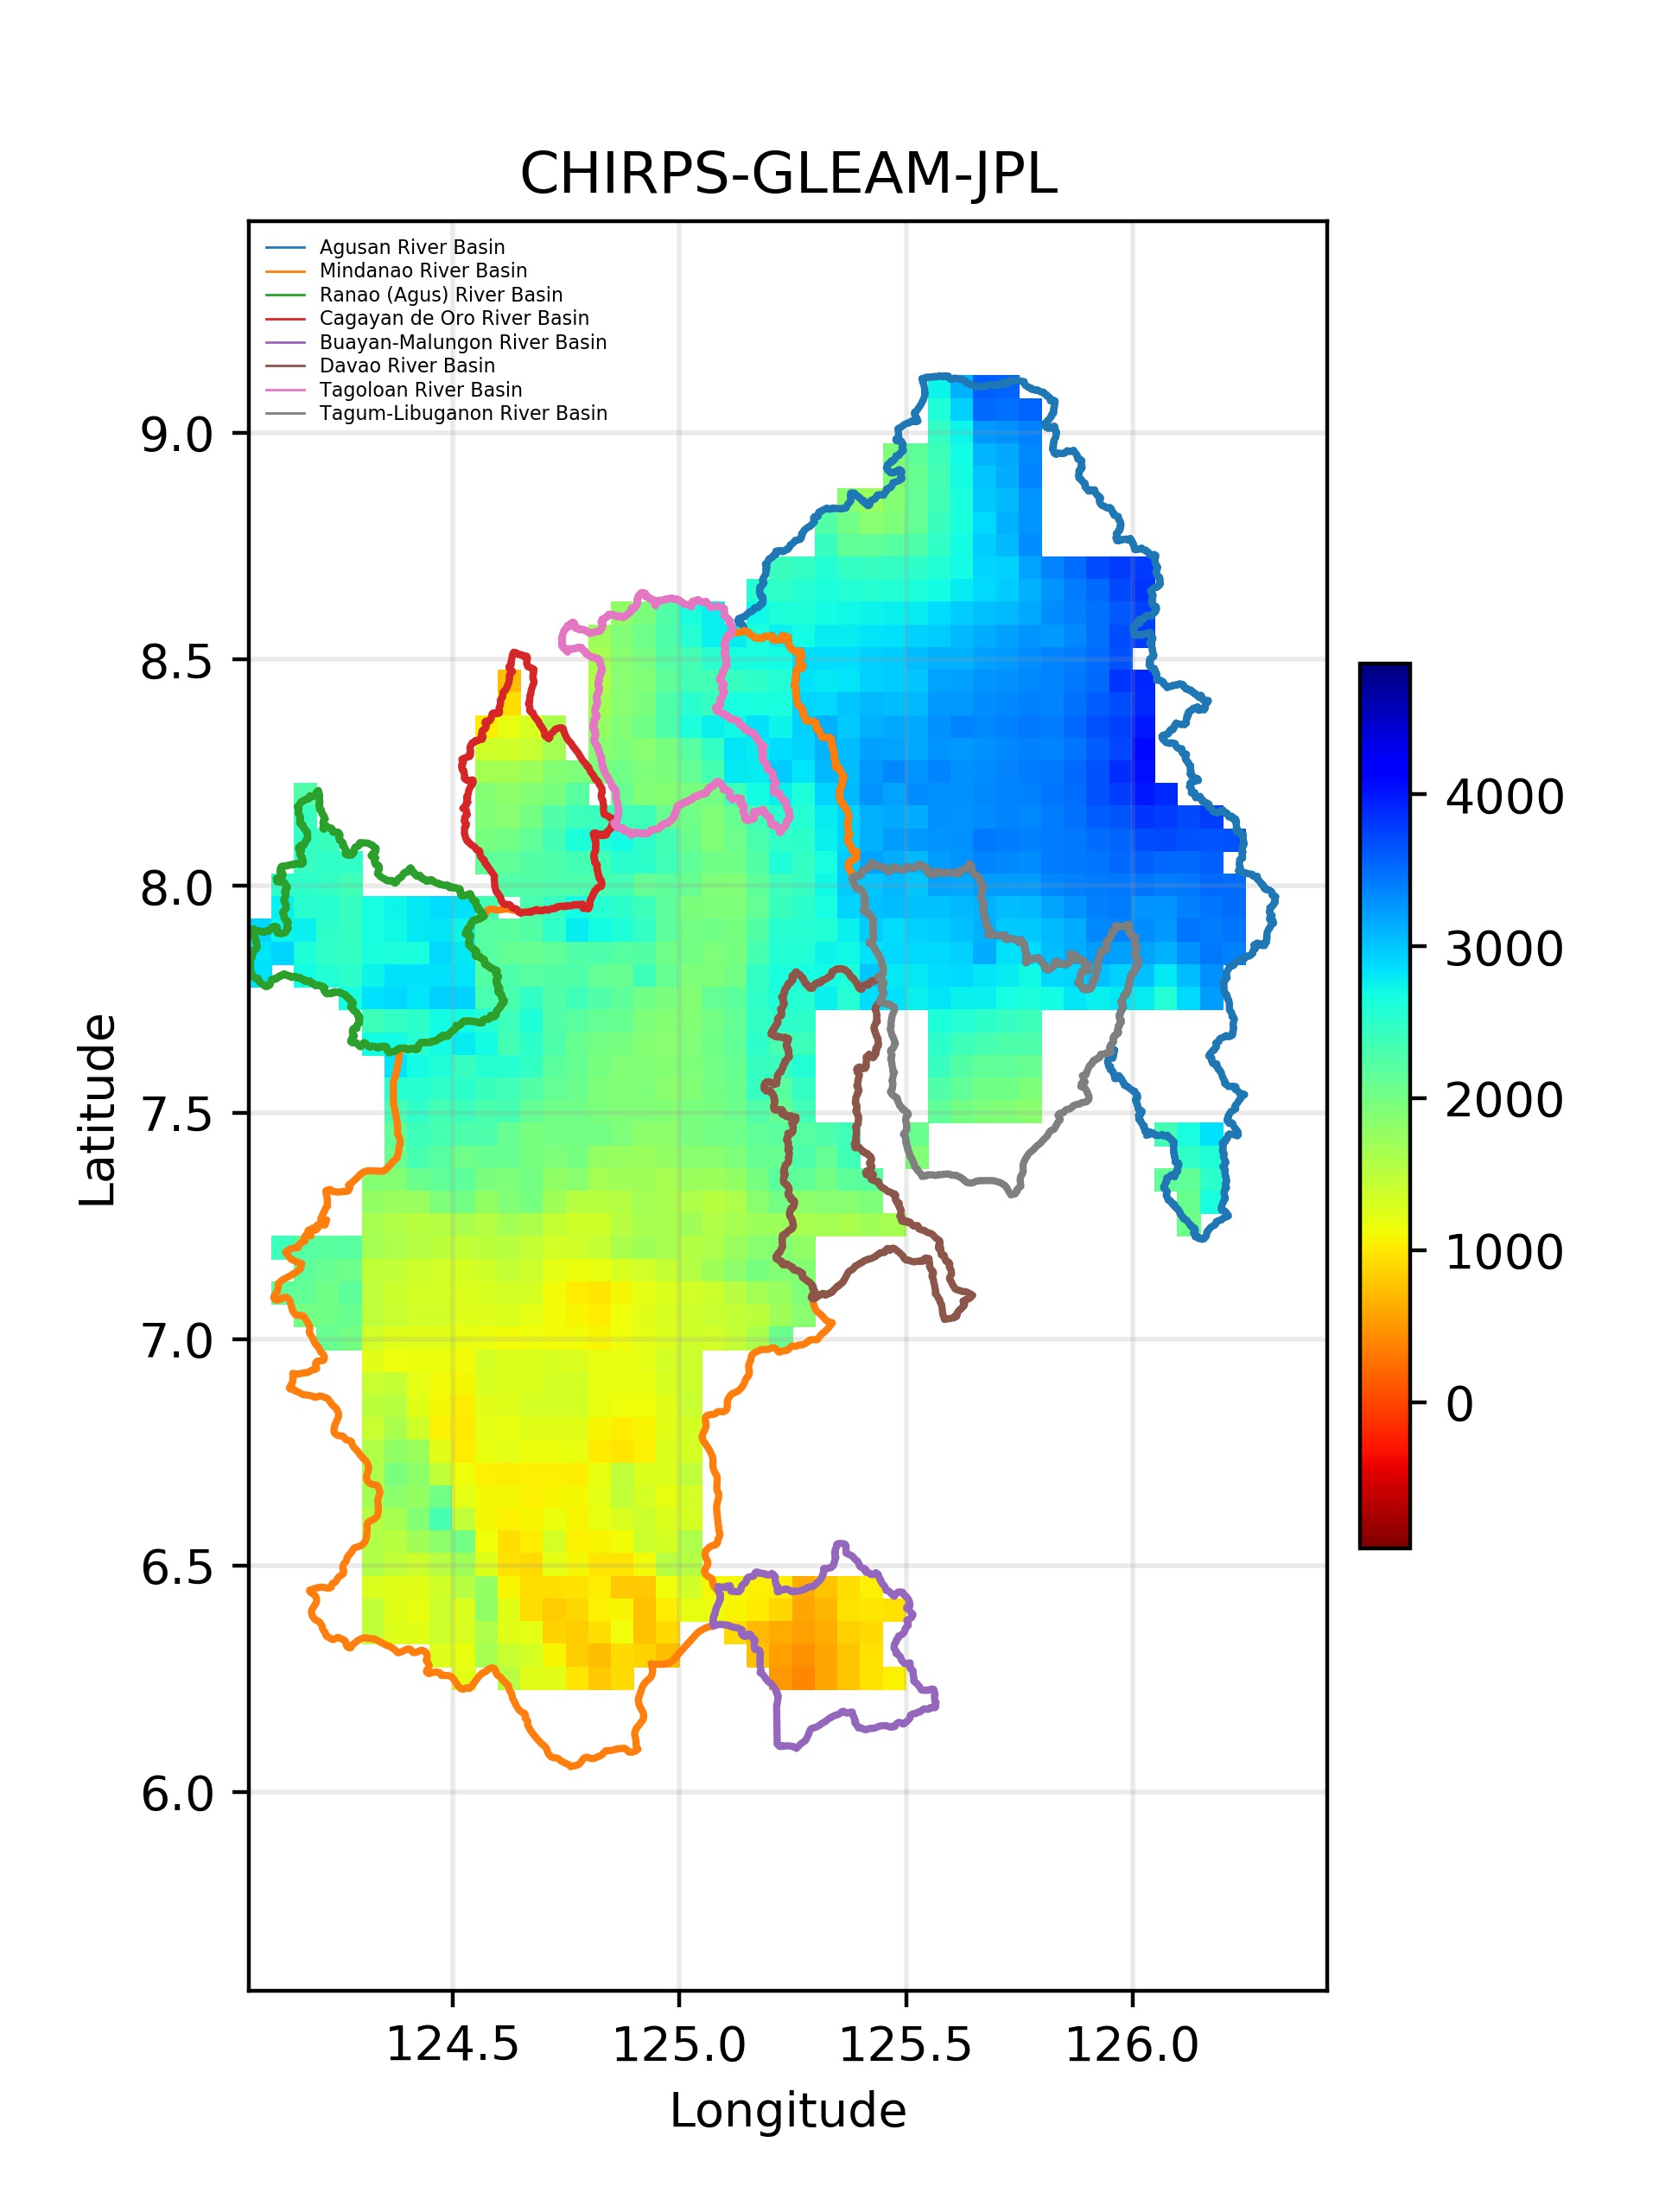 CHIRPS-GLEAM-JPL
Agusan River Basin
Mindanao River Basin
Ranao (Agus) River Basin
Cagayan de Oro River Basin
Buayan-Malungon River Basin
Davao River Basin
Tagoloan River Basin
Tagum-Libuganon River Basin
9.0
8.5
8.0
7.5
7.0
6.5
6.0
Latitude
4000
3000
2000
1000
0
124.5
125.0
125.5
126.0
Longitude